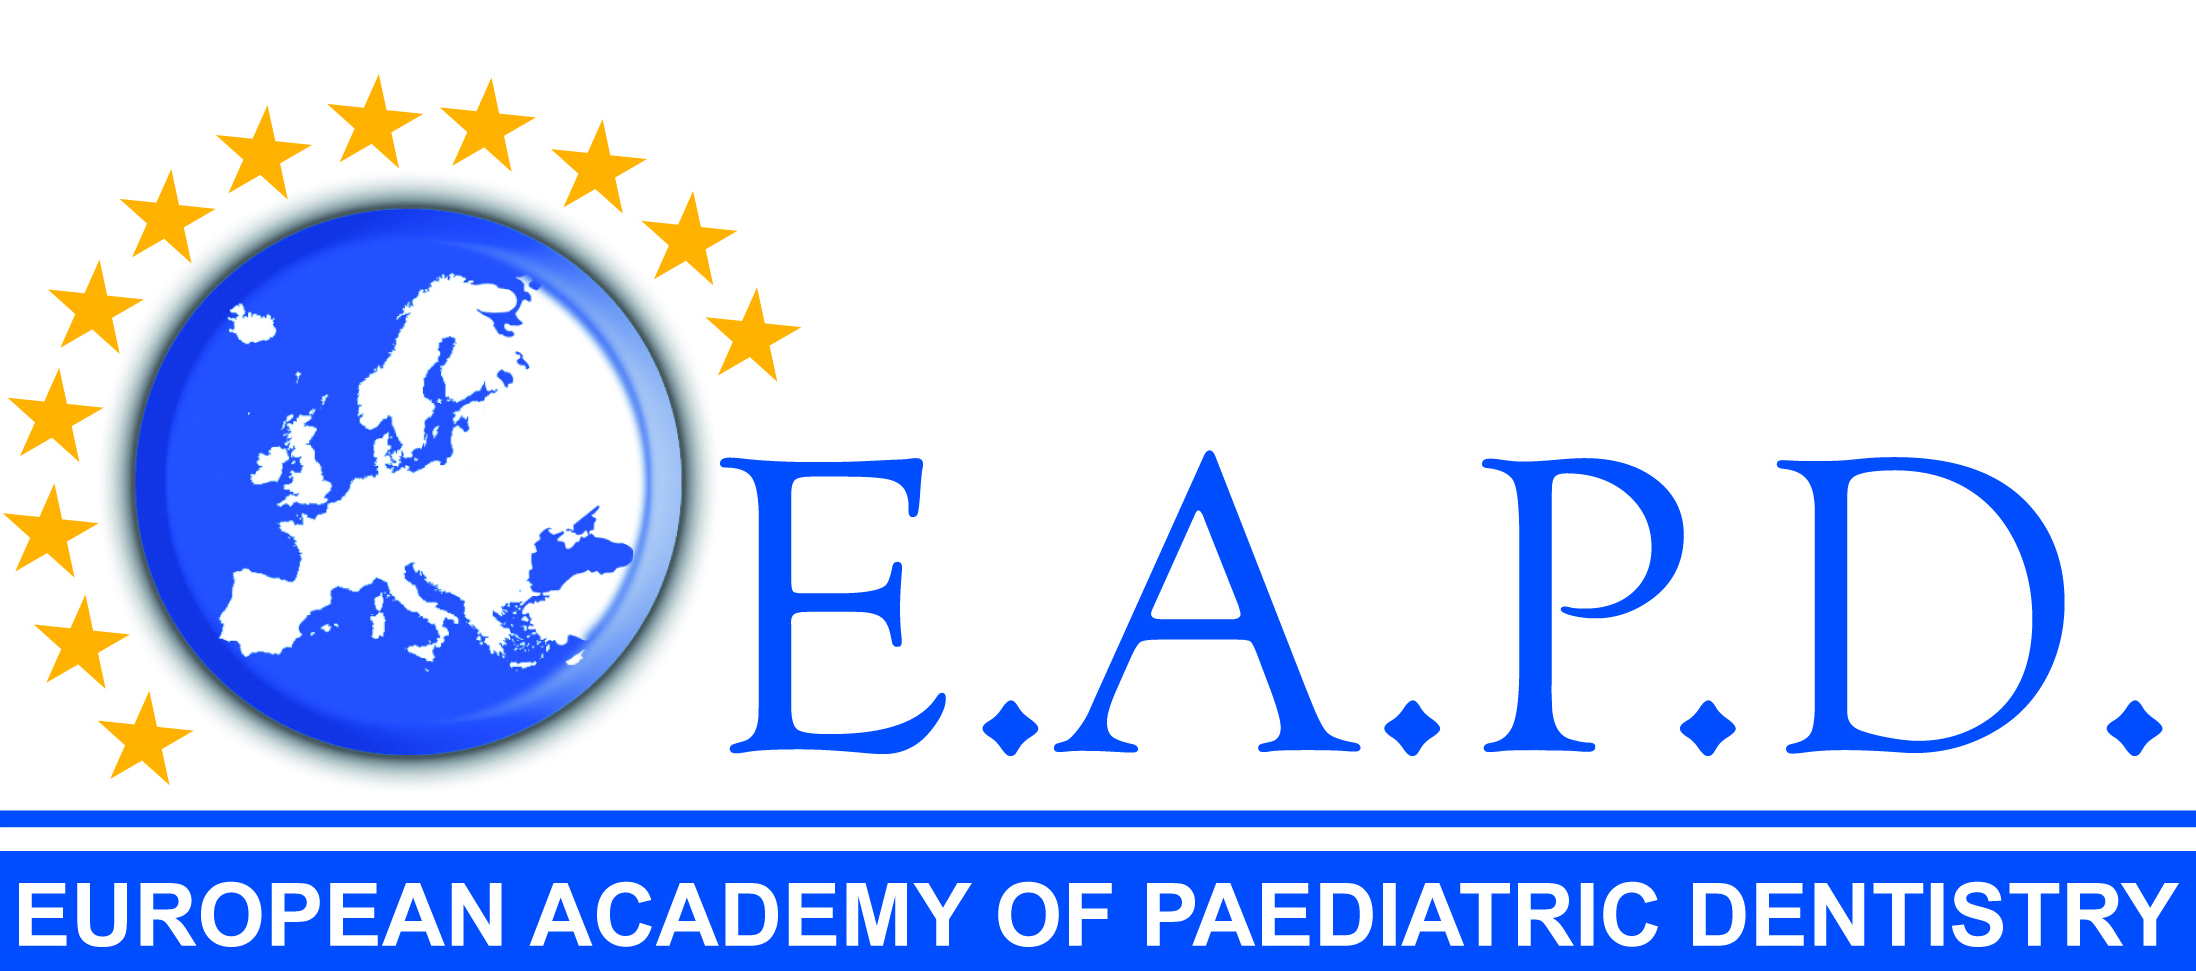 E.A.P.D.
EUROPEAN ACADEMY OF PAEDIATRIC DENTISTRY